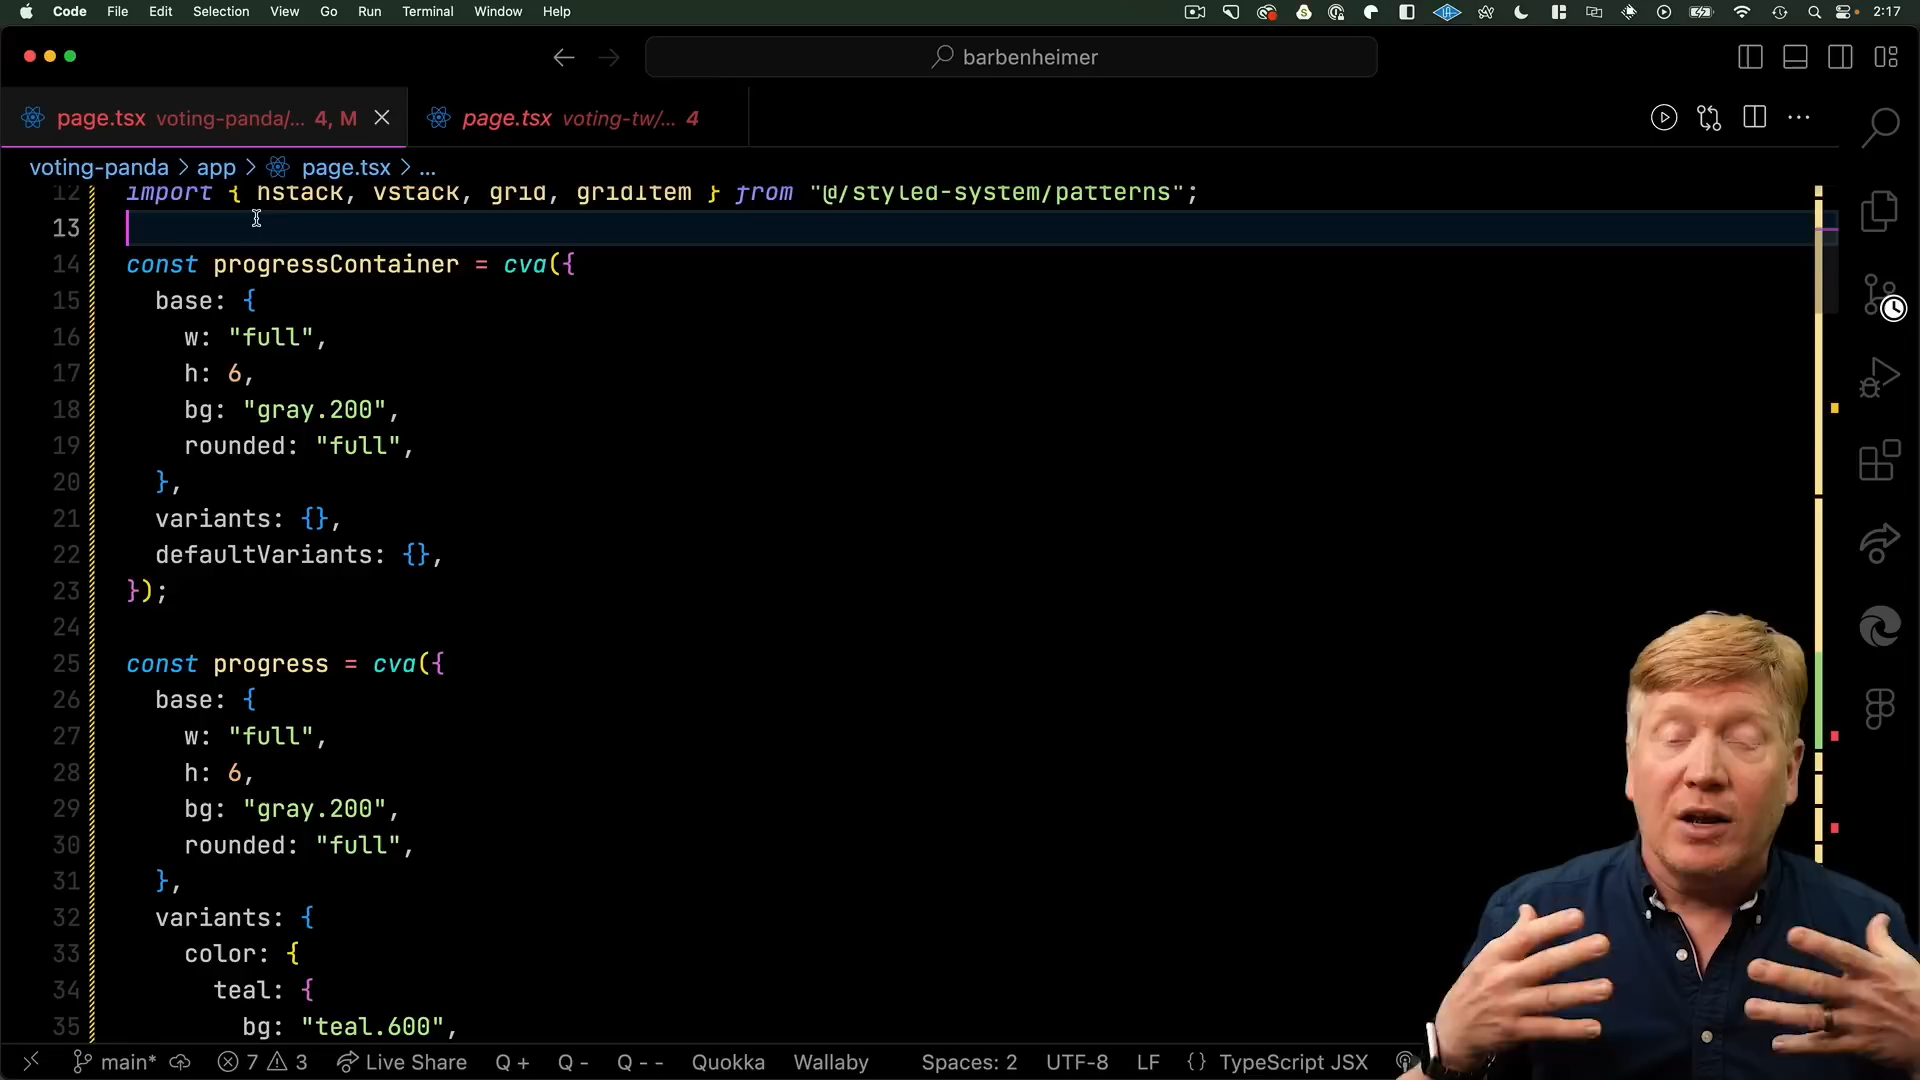 Code File Edit Selection View Go Run Terminal Window Help 2:17
barbenheimer
page.tsx voting-panda/... 4, M
page.tsx voting-tw/... 4
voting-panda > app > page.tsx > ...
12 import { hstack, vstack, grid, gridItem } from "@/styled-system/patterns";
13
14 const progressContainer = cva({
15 base: {
16 w: "full",
17 h: 6,
18 bg: "gray.200",
19 rounded: "full",
20 },
21 variants: {},
22 defaultVariants: {},
23 });
24
25 const progress = cva({
26 base: {
27 w: "full",
28 h: 6,
29 bg: "gray.200",
30 rounded: "full",
31 },
32 variants: {
33 color: {
34 teal: {
35 bg: "teal.600",
main* 7 3 Live Share Q + Q - Q -- Quokka Wallaby Spaces: 2 UTF-8 LF {} TypeScript JSX